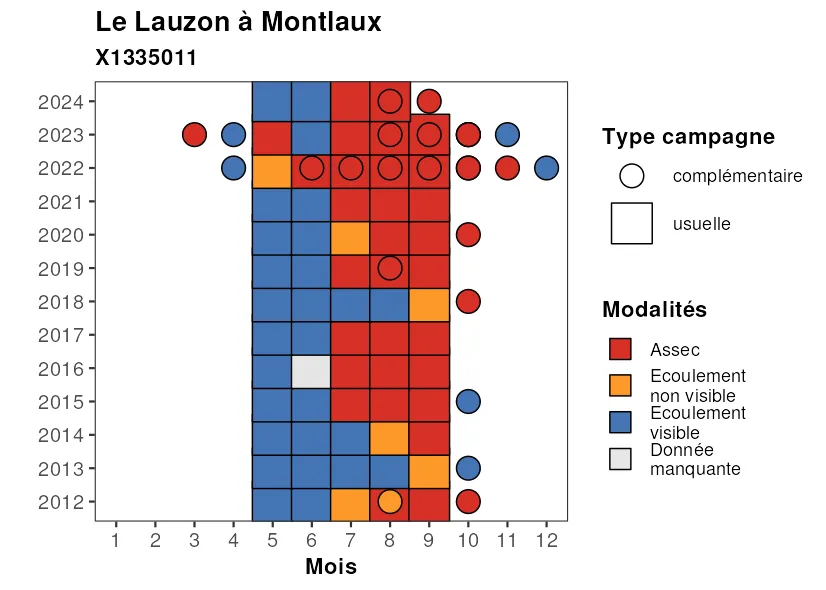 Le Lauzon à Montlaux
X1335011
2024
2023
2022
2021
2020
2019
2018
2017
2016
2015
2014
2013
2012
1 2 3 4 5 6 7 8 9 10 11 12
Mois
Type campagne
complémentaire
usuelle
Modalités
Assec
Ecoulement
non visible
Ecoulement
visible
Donnée
manquante